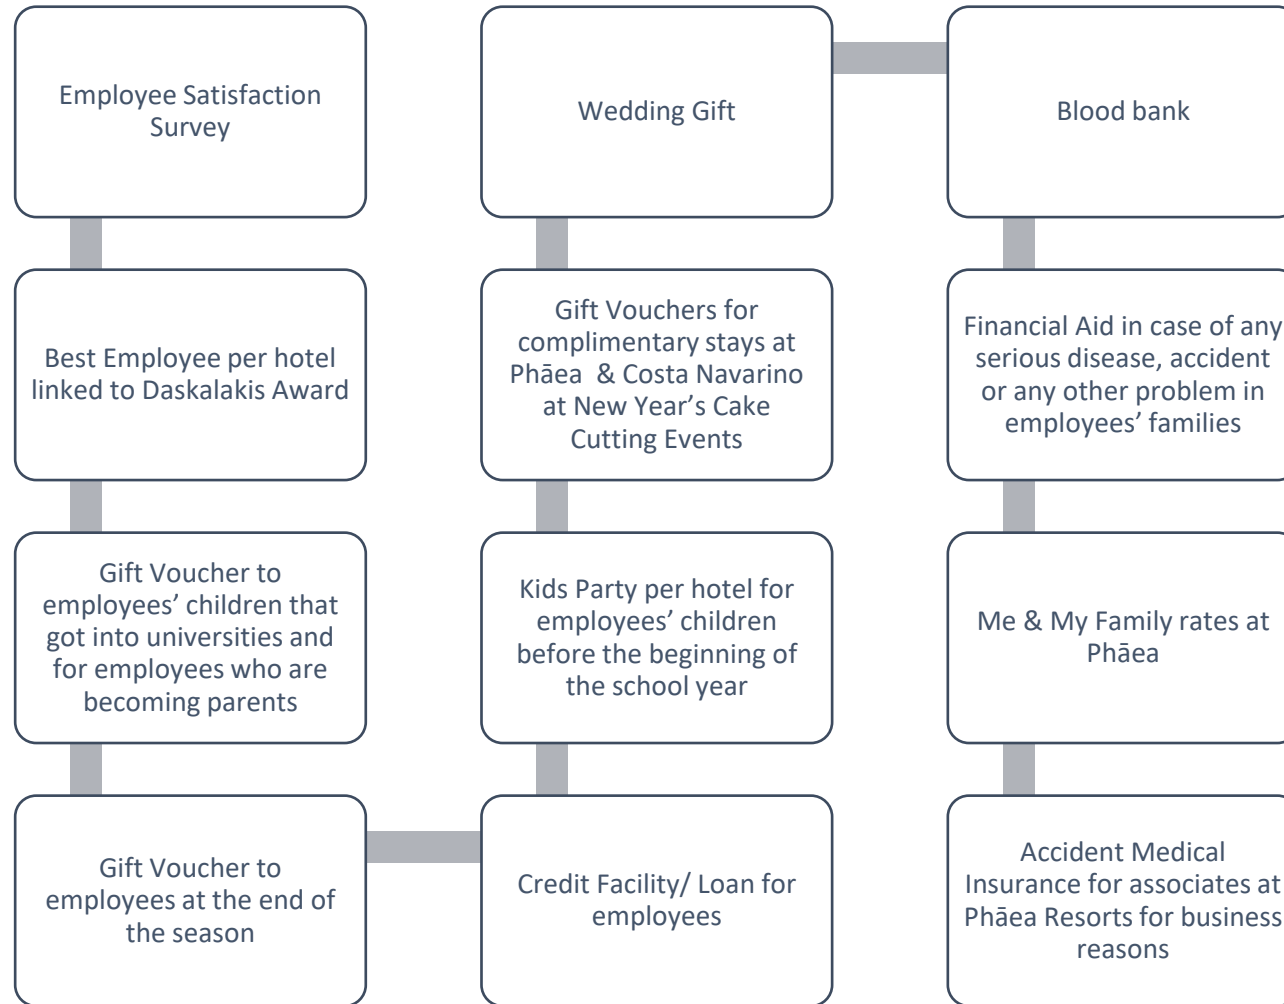 Employee Satisfaction
Survey
Best Employee per hotel
linked to Daskalakis Award
Gift Voucher to
employees’ children that
got into universities and
for employees who are
becoming parents
Gift Voucher to
employees at the end of
the season
Credit Facility/ Loan for
employees
Kids Party per hotel for
employees’ children
before the beginning of
the school year
Gift Vouchers for
complimentary stays at
Phāea & Costa Navarino
at New Year’s Cake
Cutting Events
Wedding Gift
Blood bank
Financial Aid in case of any
serious disease, accident
or any other problem in
employees’ families
Me & My Family rates at
Phāea
Accident Medical
Insurance for associates at
Phāea Resorts for business
reasons